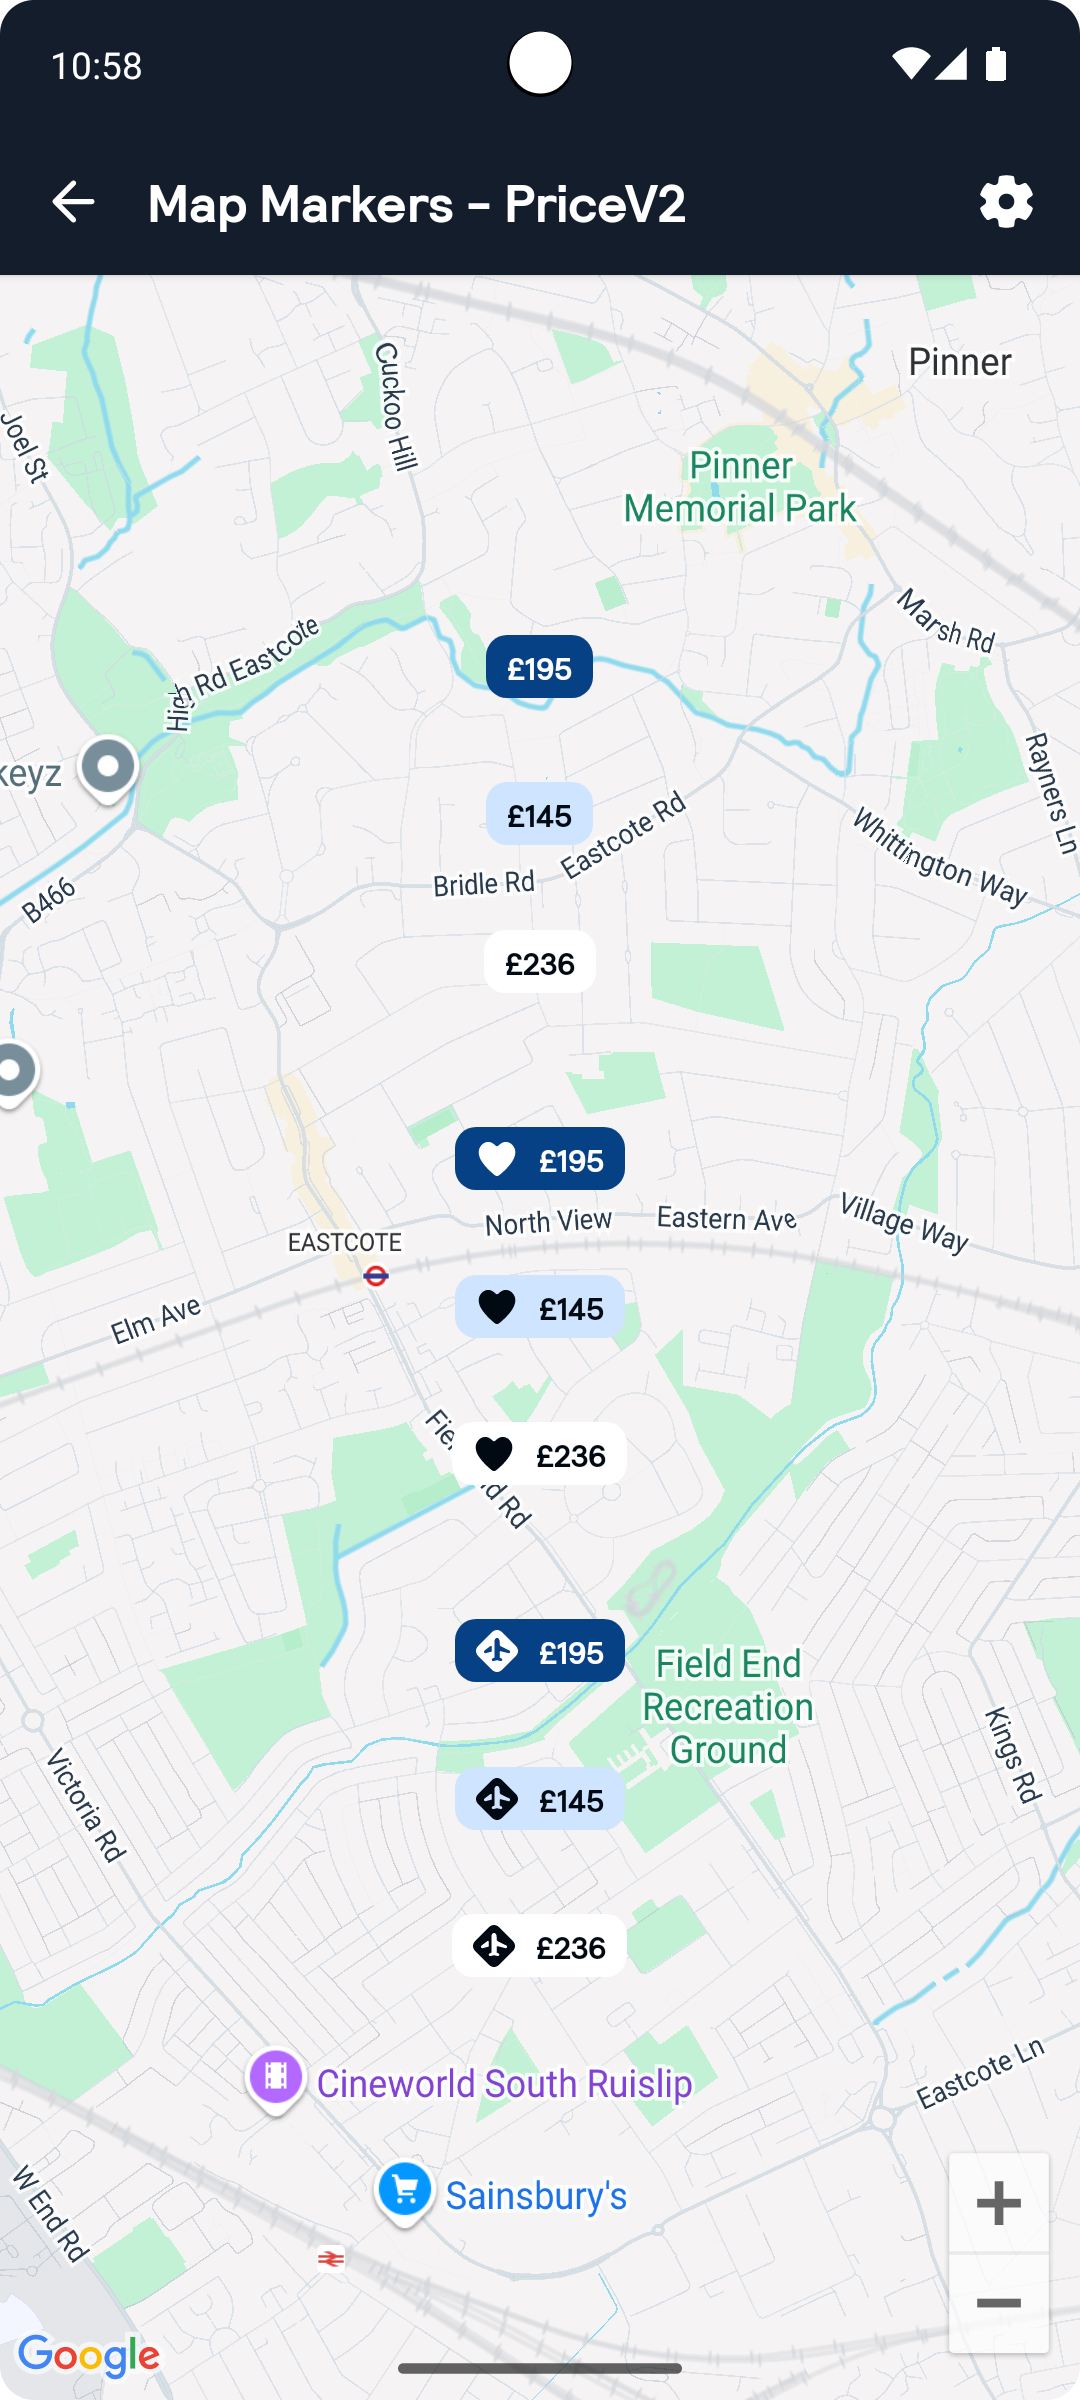 10:58
Map Markers – PriceV2
Pinner
Cuckoo Hill
Joel St
Pinner
Memorial Park
Marsh Rd
High Rd Eastcote
£195
Rayners Ln
keyz
£145
Eastcote Rd
Whittington Way
Bridle Rd
B466
£236
£195
North View
Eastern Ave
Village Way
EASTCOTE
£145
Elm Ave
£236
£195
Field End
Recreation
Ground
Kings Rd
Victoria Rd
£145
£236
Cineworld South Ruislip
Eastcote Ln
W End Rd
Sainsbury's
Google